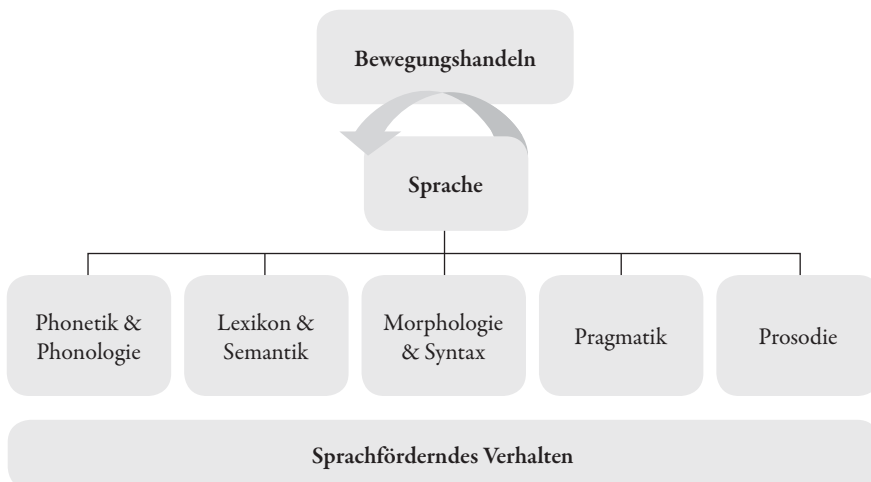 Bewegungshandeln
Sprache
Phonetik &
Phonologie
Lexikon &
Semantik
Morphologie
& Syntax
Pragmatik
Prosodie
Sprachförderndes Verhalten